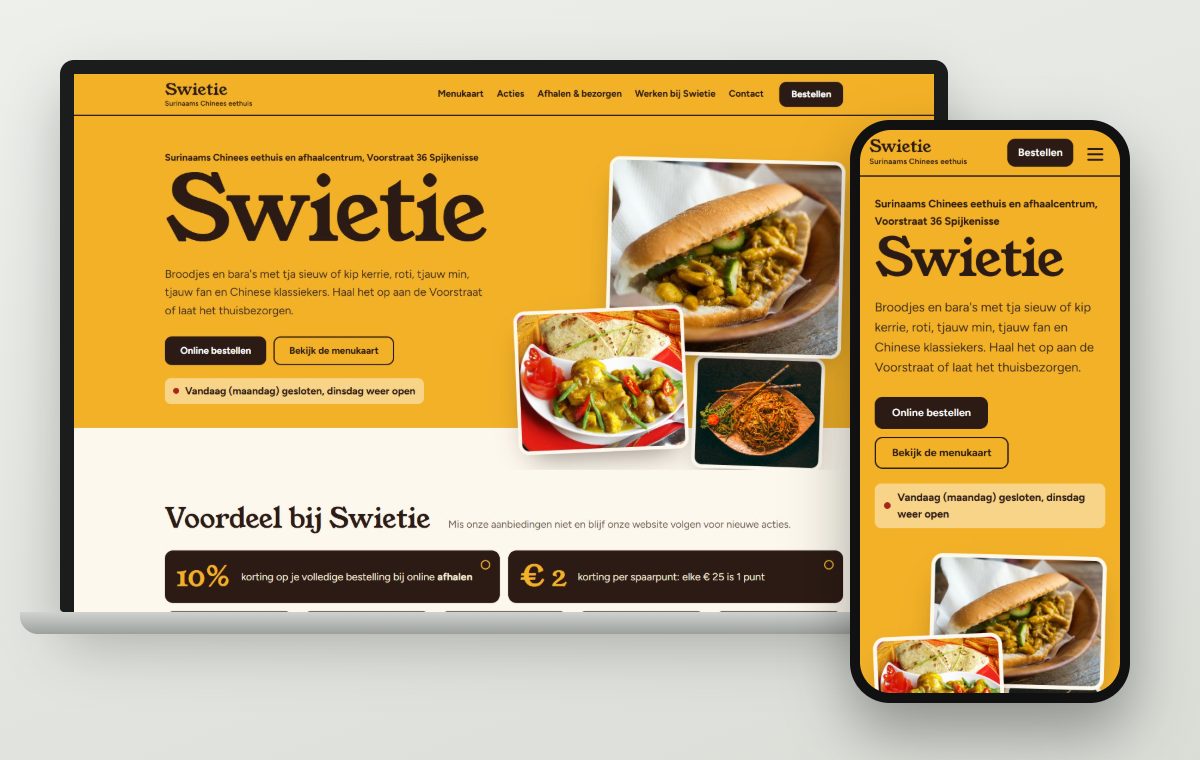 Swietie
Surinaams Chinees eethuis
Menukaart Acties Afhalen & bezorgen Werken bij Swietie Contact Bestellen
Surinaams Chinees eethuis en afhaalcentrum, Voorstraat 36 Spijkenisse
Swietie
Broodjes en bara's met tja sieuw of kip kerrie, roti, tjauw min,
tjauw fan en Chinese klassiekers. Haal het op aan de Voorstraat
of laat het thuisbezorgen.
Online bestellen Bekijk de menukaart
Vandaag (maandag) gesloten, dinsdag weer open
Voordeel bij Swietie Mis onze aanbiedingen niet en blijf onze website volgen voor nieuwe acties.
10% korting op je volledige bestelling bij online afhalen
€ 2 korting per spaarpunt: elke € 25 is 1 punt
Swietie
Surinaams Chinees eethuis
Bestellen
Surinaams Chinees eethuis en afhaalcentrum,
Voorstraat 36 Spijkenisse
Swietie
Broodjes en bara's met tja sieuw of kip
kerrie, roti, tjauw min, tjauw fan en
Chinese klassiekers. Haal het op aan de
Voorstraat of laat het thuisbezorgen.
Online bestellen
Bekijk de menukaart
Vandaag (maandag) gesloten, dinsdag
weer open